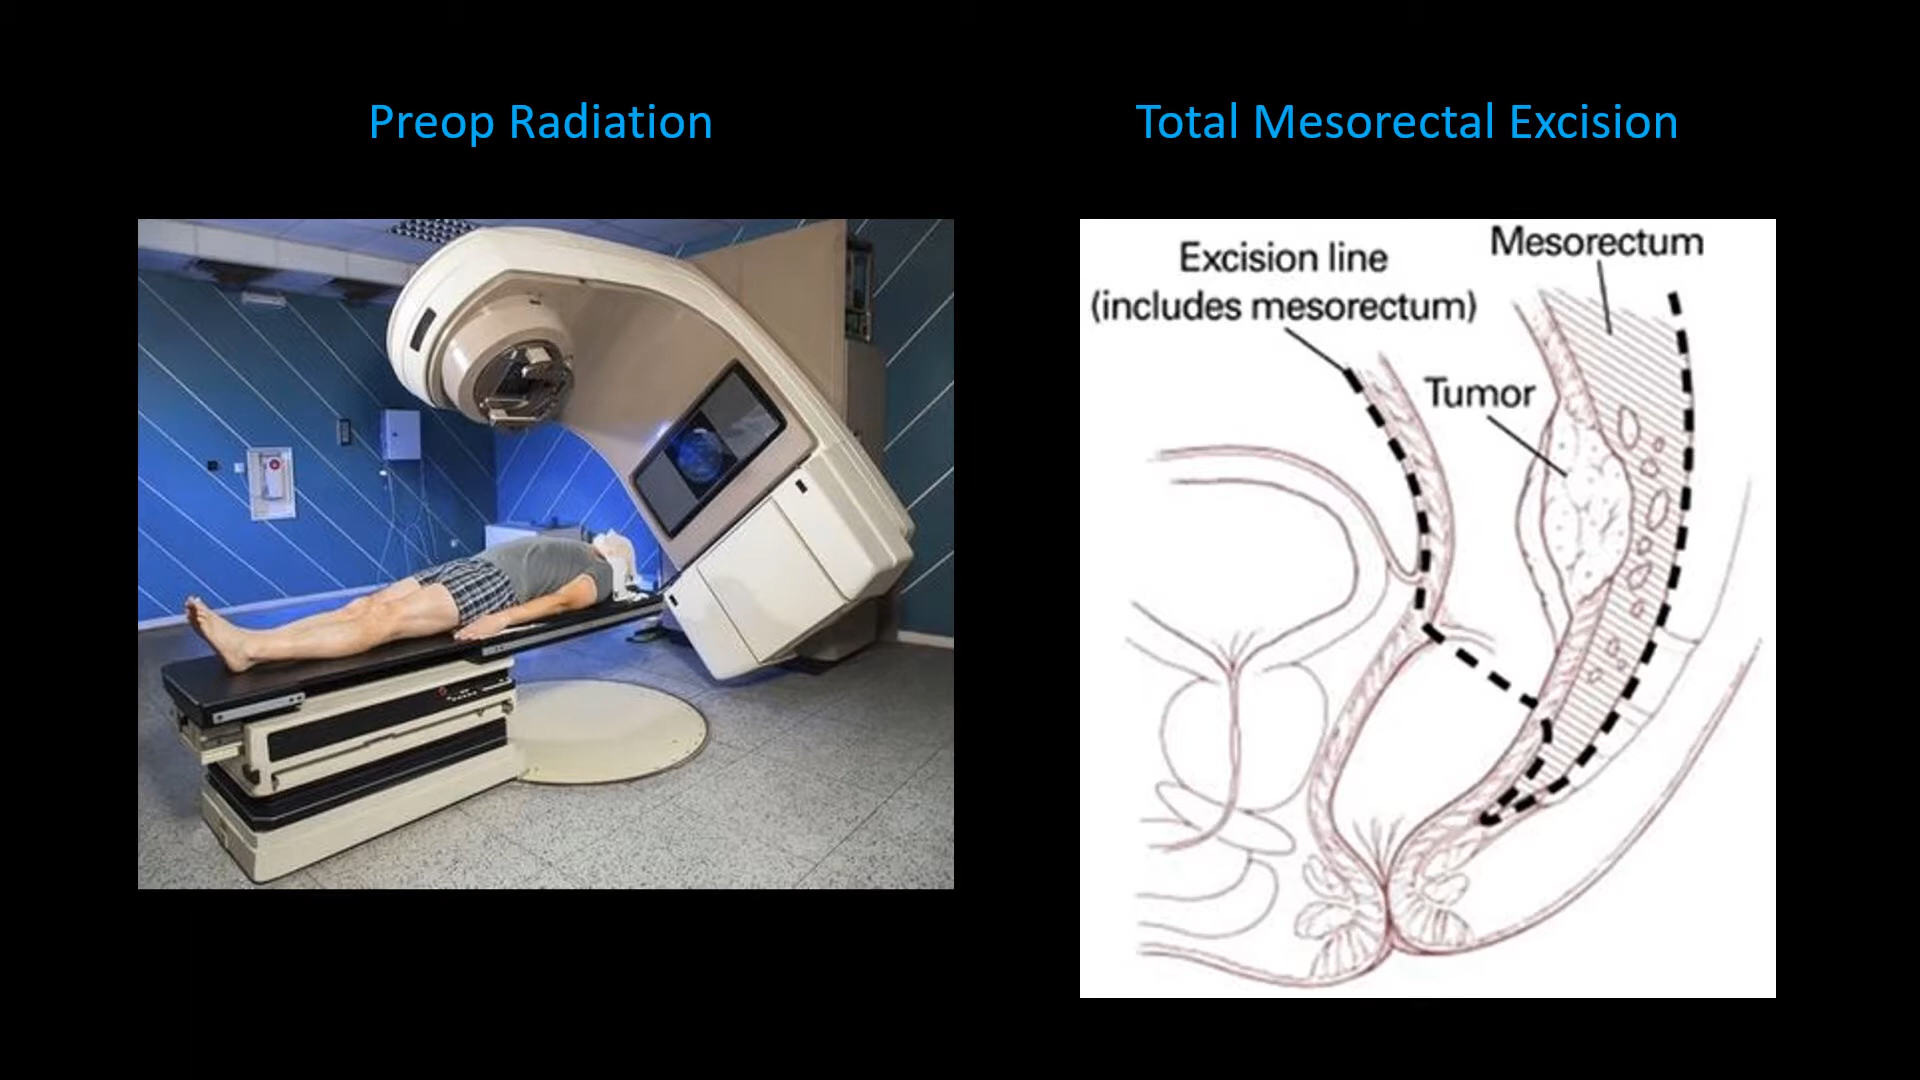 Preop Radiation
Total Mesorectal Excision
Excision line
(includes mesorectum)
Mesorectum
Tumor